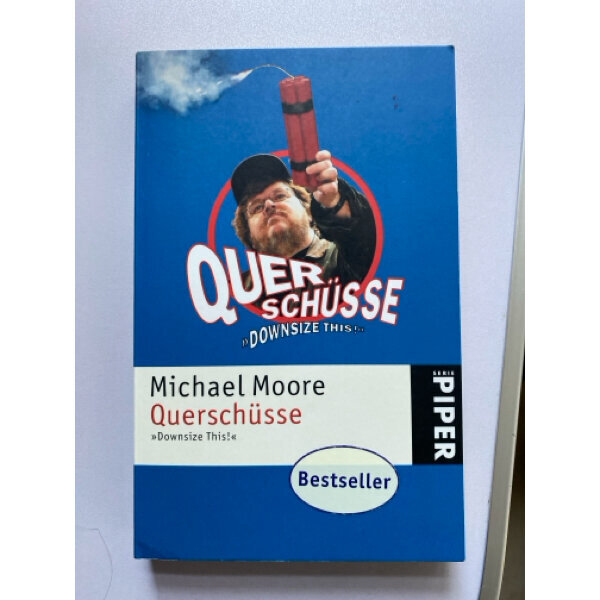 QUER
SCHÜSSE
»DOWNSIZE THIS!«
Michael Moore
Querschüsse
»Downsize This!«
SERIE
PIPER
Bestseller